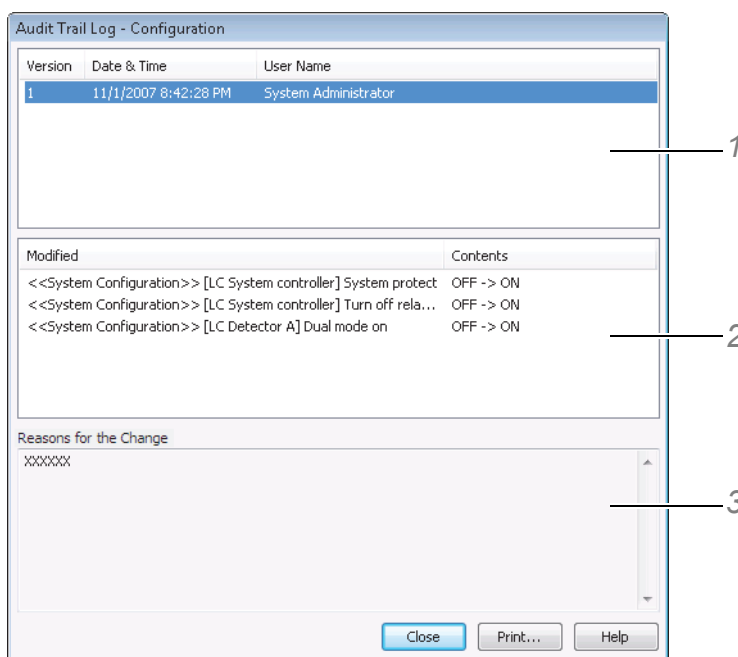 Audit Trail Log - Configuration
Version Date & Time User Name
1 11/1/2007 8:42:28 PM System Administrator
1
Modified Contents
<<System Configuration>> [LC System controller] System protect OFF -> ON
<<System Configuration>> [LC System controller] Turn off rela... OFF -> ON
<<System Configuration>> [LC Detector A] Dual mode on OFF -> ON
2
Reasons for the Change
XXXXXX
3
Close Print... Help